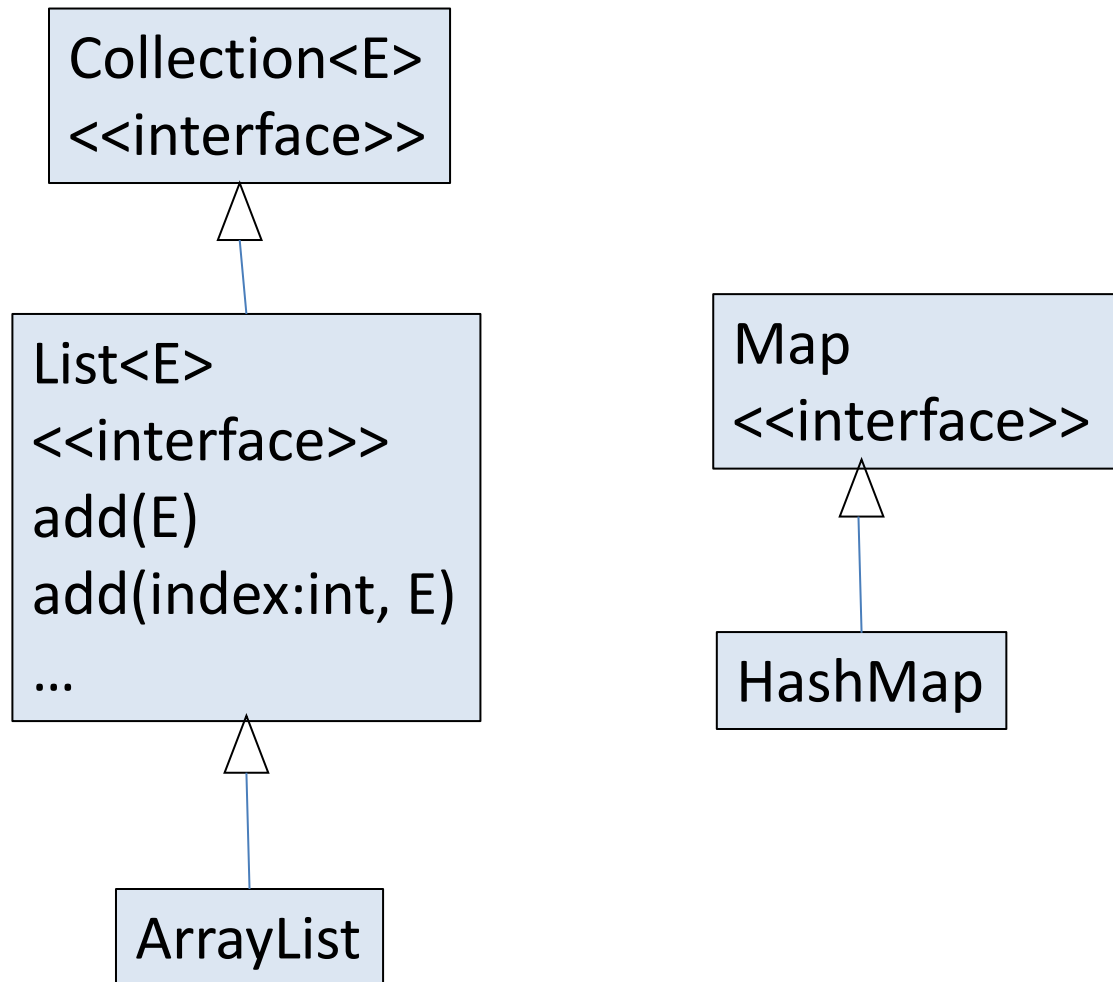 Collection<E>
<<interface>>
List<E>
<<interface>>
add(E)
add(index:int, E)
...
ArrayList
Map
<<interface>>
HashMap